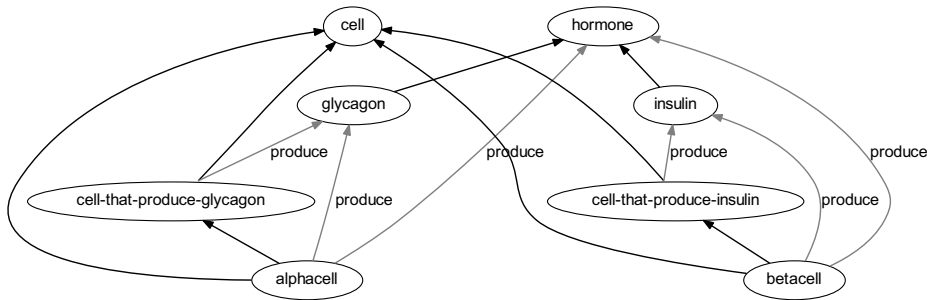 cell
hormone
glycagon
insulin
produce
produce
produce
produce
cell-that-produce-glycagon
produce
cell-that-produce-insulin
produce
alphacell
betacell